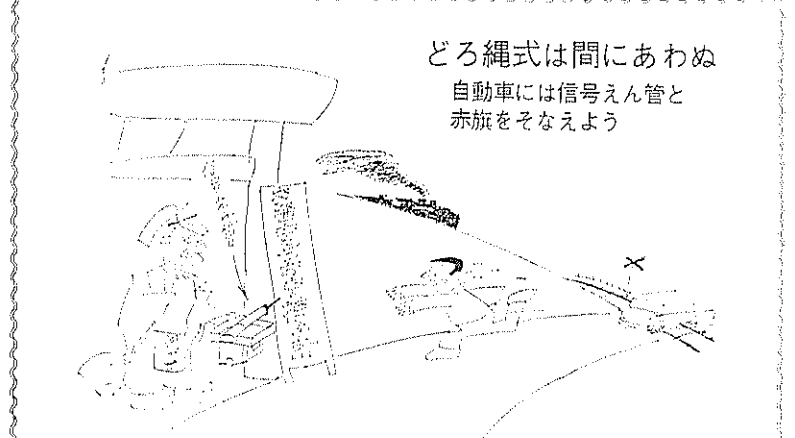 どろ縄式は間にあわぬ
自動車には信号えん管と
赤旗をそなえよう